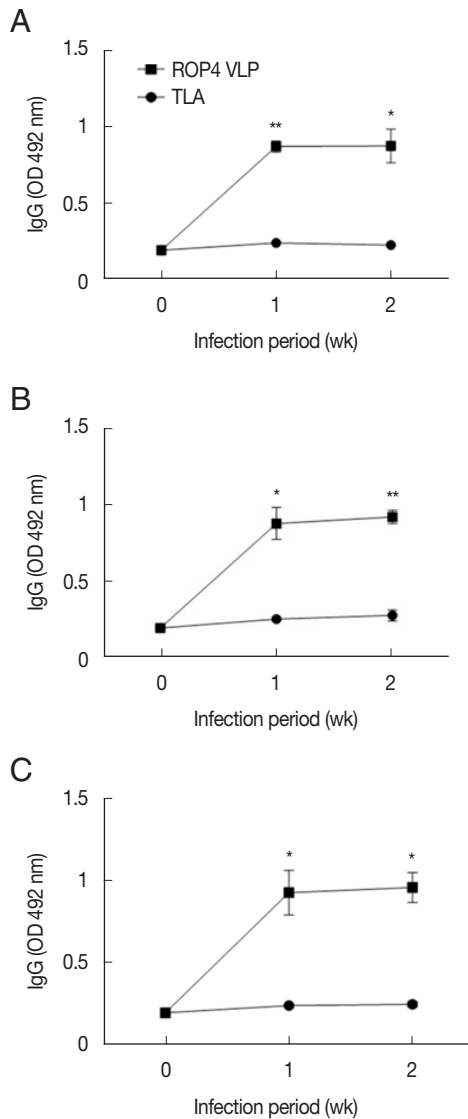 A
1.5
ROP4 VLP
TLA
1
**
*
IgG (OD 492 nm)
0.5
0
0 1 2
Infection period (wk)
B
1.5
1
*
**
IgG (OD 492 nm)
0.5
0
0 1 2
Infection period (wk)
C
1.5
1
*
*
IgG (OD 492 nm)
0.5
0
0 1 2
Infection period (wk)